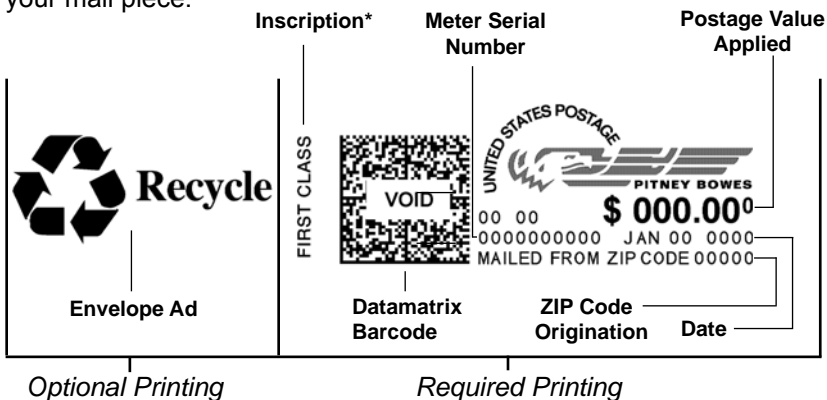 your mail piece.
Inscription*
Meter Serial
Number
Postage Value
Applied
Recycle
FIRST CLASS
VOID
UNITED STATES POSTAGE
PITNEY BOWES
00 00
$ 000.00⁰
0000000000 JAN 00 0000
MAILED FROM ZIP CODE 00000
Envelope Ad
Datamatrix
Barcode
ZIP Code
Origination
Date
Optional Printing
Required Printing